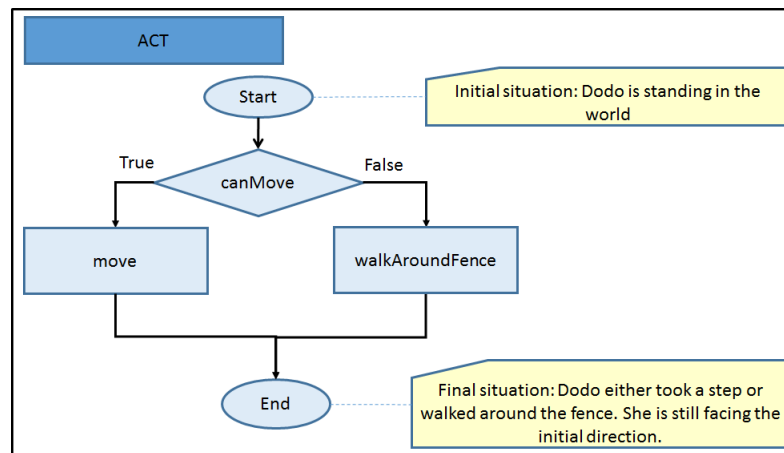 ACT
Start
Initial situation: Dodo is standing in the
world
True
False
canMove
move
walkAroundFence
End
Final situation: Dodo either took a step or
walked around the fence. She is still facing the
initial direction.